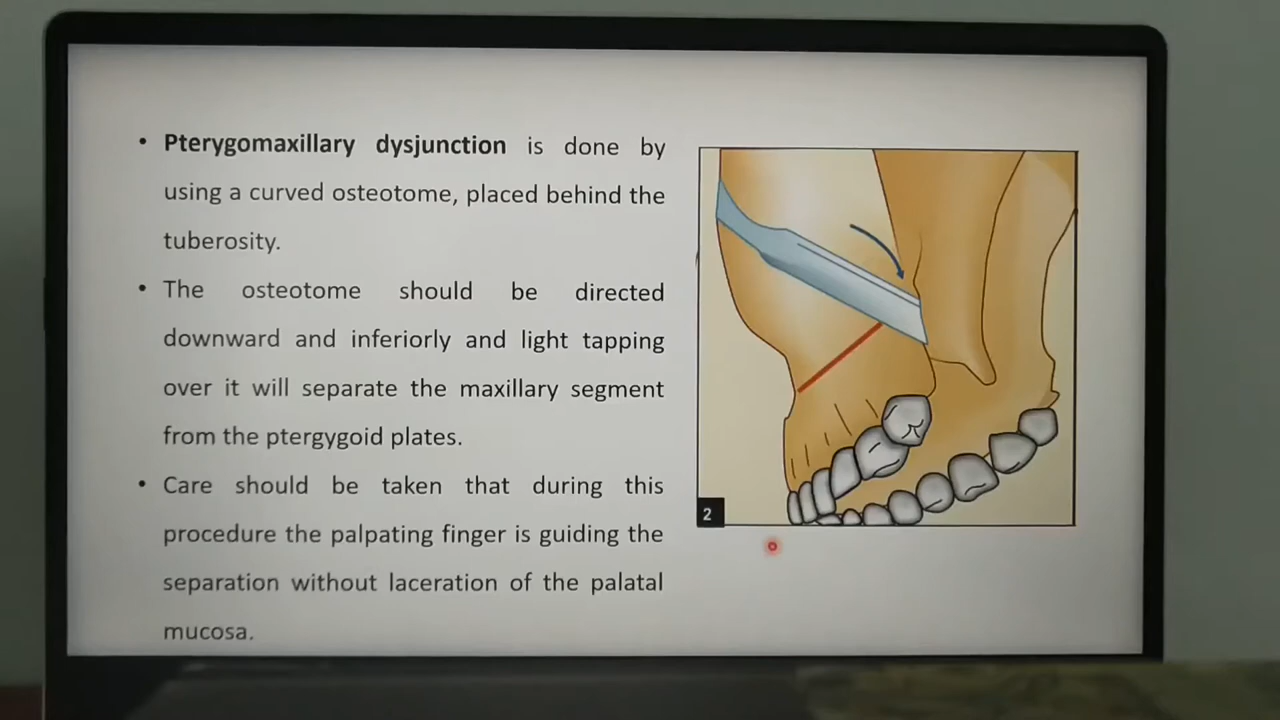 • Pterygomaxillary dysjunction is done by
using a curved osteotome, placed behind the
tuberosity.
• The osteotome should be directed
downward and inferiorly and light tapping
over it will separate the maxillary segment
from the ptergygoid plates.
• Care should be taken that during this
procedure the palpating finger is guiding the
separation without laceration of the palatal
mucosa.
2